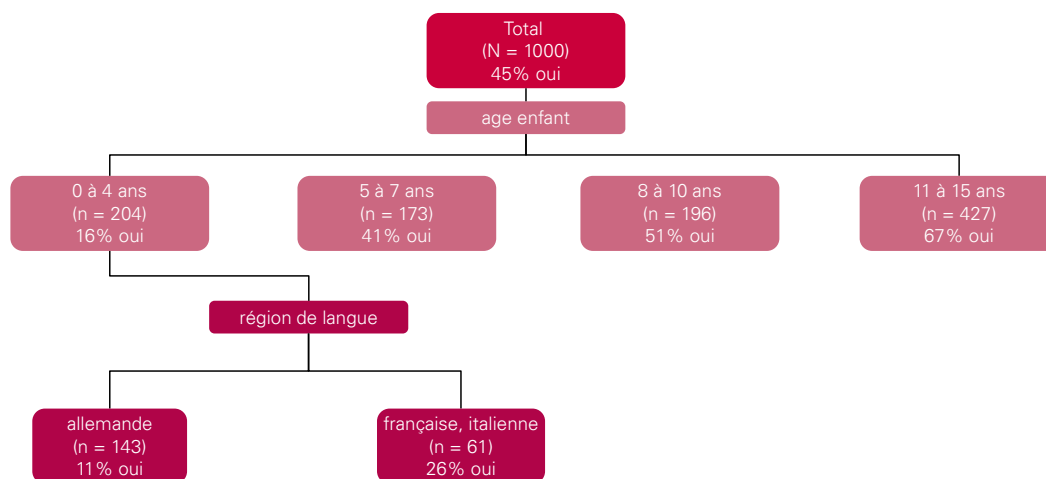 Total
(N = 1000)
45% oui
age enfant
0 à 4 ans
(n = 204)
16% oui
5 à 7 ans
(n = 173)
41% oui
8 à 10 ans
(n = 196)
51% oui
11 à 15 ans
(n = 427)
67% oui
région de langue
allemande
(n = 143)
11% oui
française, italienne
(n = 61)
26% oui